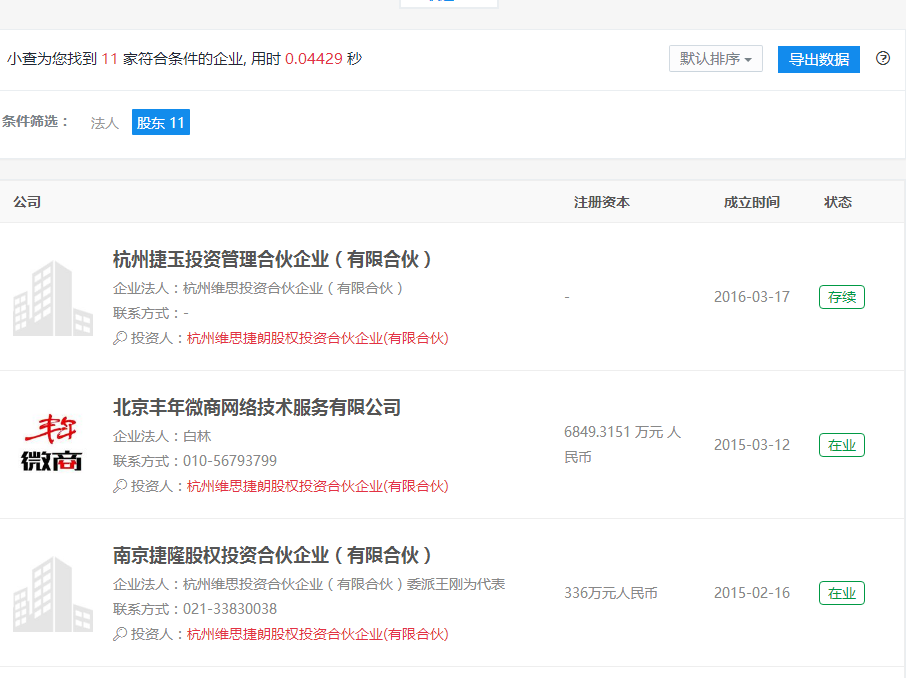 小查为您找到 11 家符合条件的企业, 用时 0.04429 秒
默认排序
导出数据
条件筛选：
法人
股东 11
公司
注册资本
成立时间
状态
杭州捷玉投资管理合伙企业（有限合伙）
企业法人：杭州维思投资合伙企业（有限合伙）
联系方式：-
投资人：杭州维思捷朗股权投资合伙企业(有限合伙)
-
2016-03-17
存续
丰年
微商
北京丰年微商网络技术服务有限公司
企业法人：白林
联系方式：010-56793799
投资人：杭州维思捷朗股权投资合伙企业(有限合伙)
6849.3151 万元 人
民币
2015-03-12
在业
南京捷隆股权投资合伙企业（有限合伙）
企业法人：杭州维思投资合伙企业（有限合伙）委派王刚为代表
联系方式：021-33830038
投资人：杭州维思捷朗股权投资合伙企业(有限合伙)
336万元人民币
2015-02-16
在业